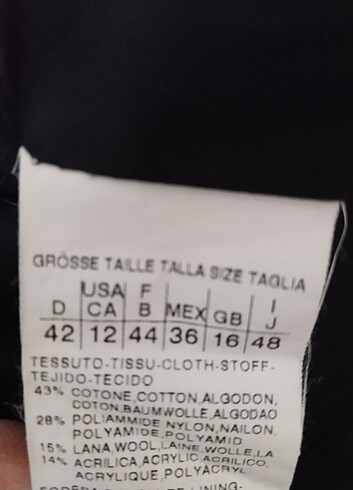 GRÖSSE TAILLE TALLA SIZE TAGLIA
USA F I
D CA B MEX GB J
42 12 44 36 16 48
TESSUTO-TISSU-CLOTH-STOFF-
TEJIDO-TECIDO
43% COTONE,COTTON,ALGODON,
COTON,BAUMWOLLE,ALGODAO
28% POLIAMMIDE NYLON,NAILON,
POLYAMIDE,POLYAMID
15% LANA,WOOL,LAINE,WOLLE,LA
14% ACRILICA,ACRYLIC,ACRILICO,
ACRYLIQUE,POLYACRYL
LINING: